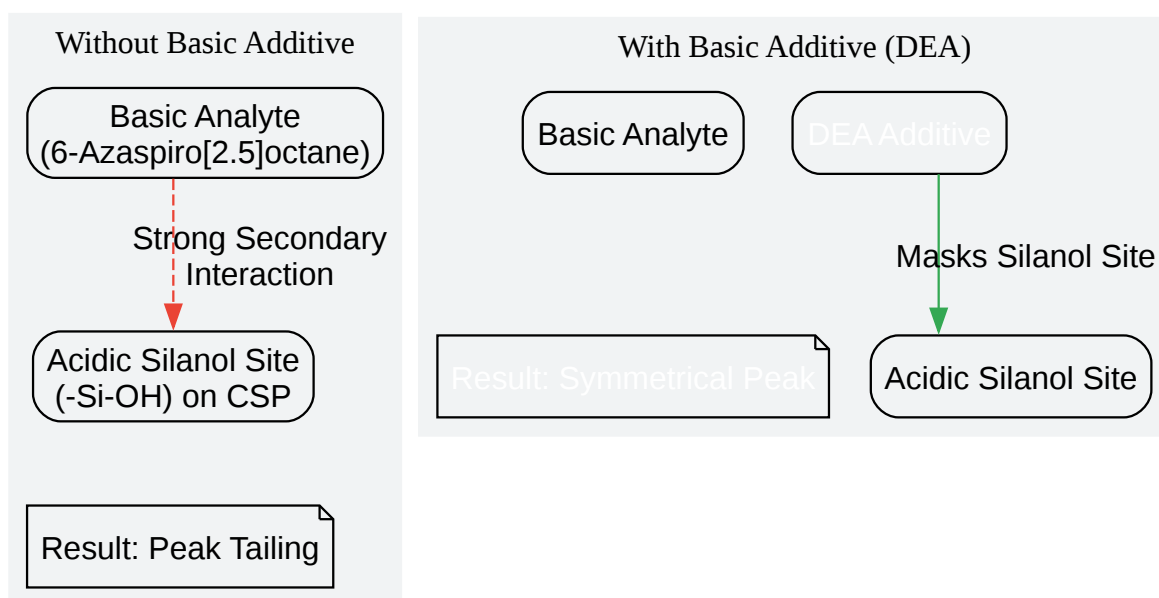 Without Basic Additive
Basic Analyte
(6-Azaspiro[2.5]octane)
Strong Secondary
Interaction
Acidic Silanol Site
(-Si-OH) on CSP
Result: Peak Tailing
With Basic Additive (DEA)
Basic Analyte
DEA Additive
Masks Silanol Site
Result: Symmetrical Peak
Acidic Silanol Site